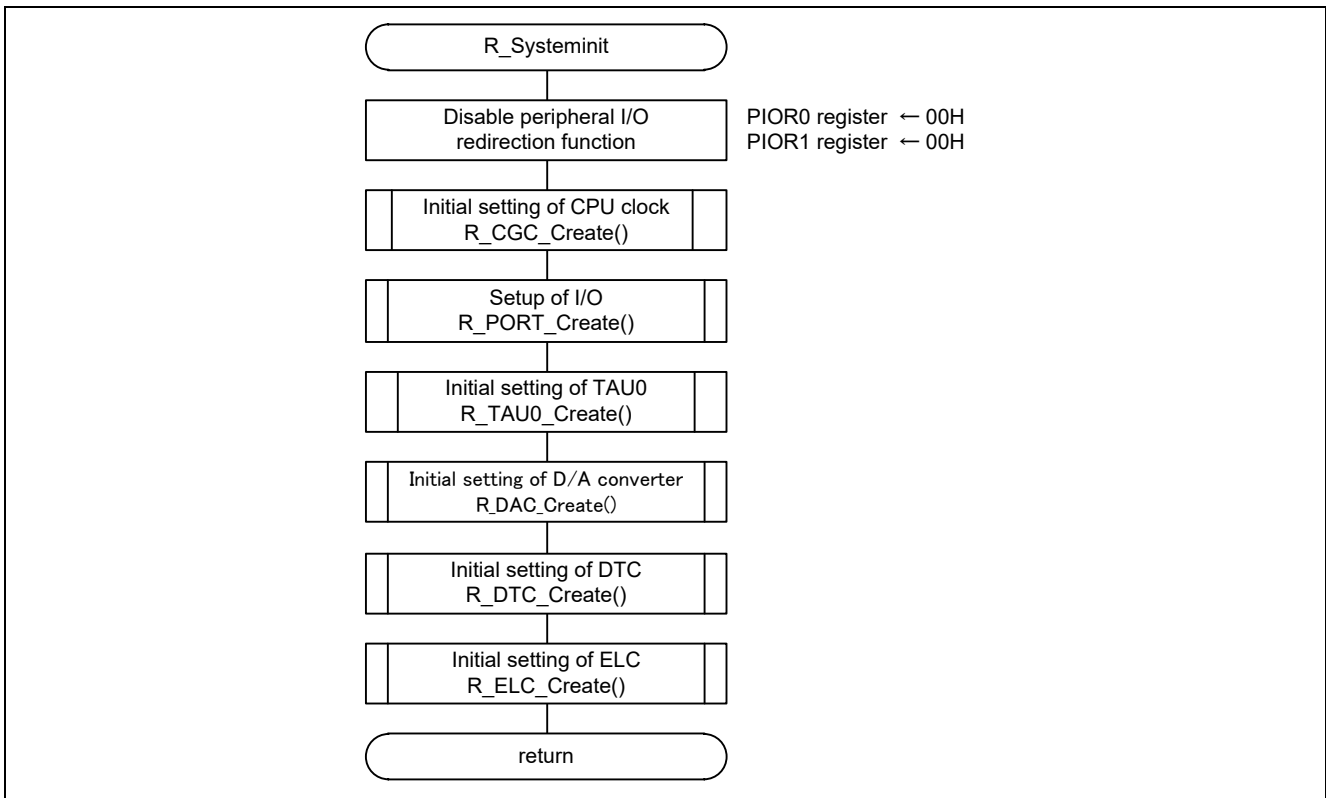 R_Systeminit
Disable peripheral I/O
redirection function
PIOR0 register ← 00H
PIOR1 register ← 00H
Initial setting of CPU clock
R_CGC_Create()
Setup of I/O
R_PORT_Create()
Initial setting of TAU0
R_TAU0_Create()
Initial setting of D/A converter
R_DAC_Create()
Initial setting of DTC
R_DTC_Create()
Initial setting of ELC
R_ELC_Create()
return